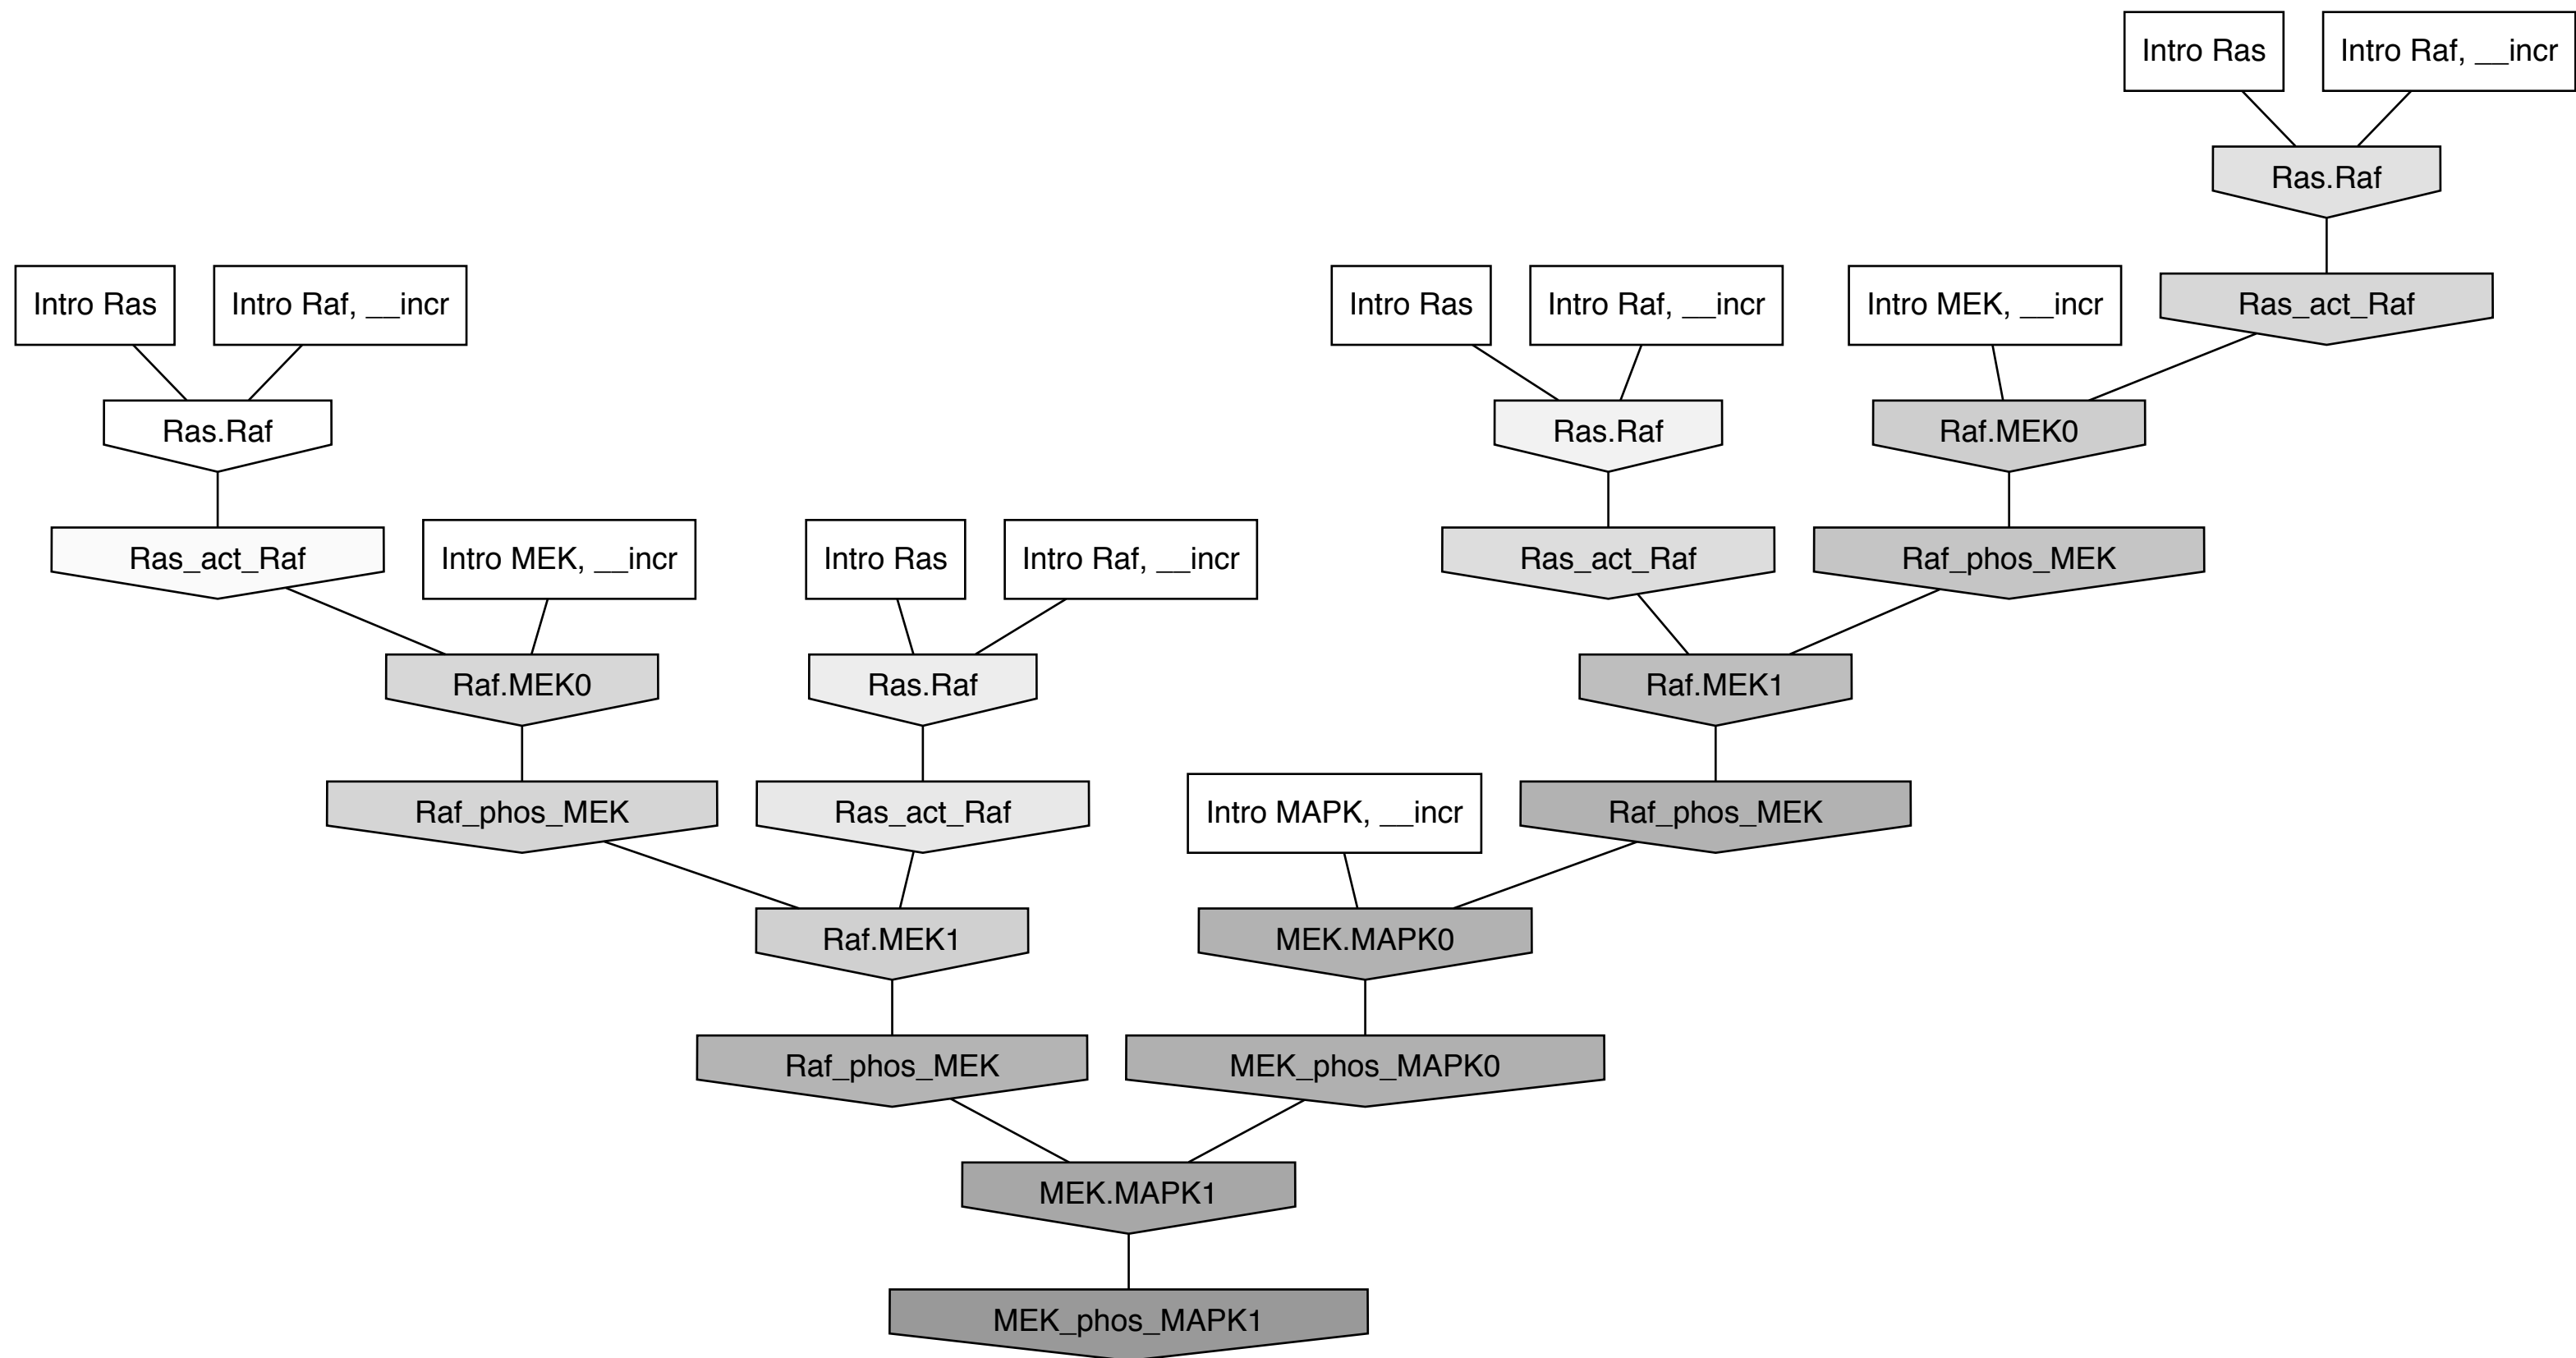 Intro Ras
Intro Raf, __incr
Ras.Raf
Intro Ras
Intro Raf, __incr
Intro Ras
Intro Raf, __incr
Intro MEK, __incr
Ras_act_Raf
Ras.Raf
Ras.Raf
Raf.MEK0
Ras_act_Raf
Intro MEK, __incr
Intro Ras
Intro Raf, __incr
Ras_act_Raf
Raf_phos_MEK
Raf.MEK0
Ras.Raf
Raf.MEK1
Raf_phos_MEK
Ras_act_Raf
Intro MAPK, __incr
Raf_phos_MEK
Raf.MEK1
MEK.MAPK0
Raf_phos_MEK
MEK_phos_MAPK0
MEK.MAPK1
MEK_phos_MAPK1